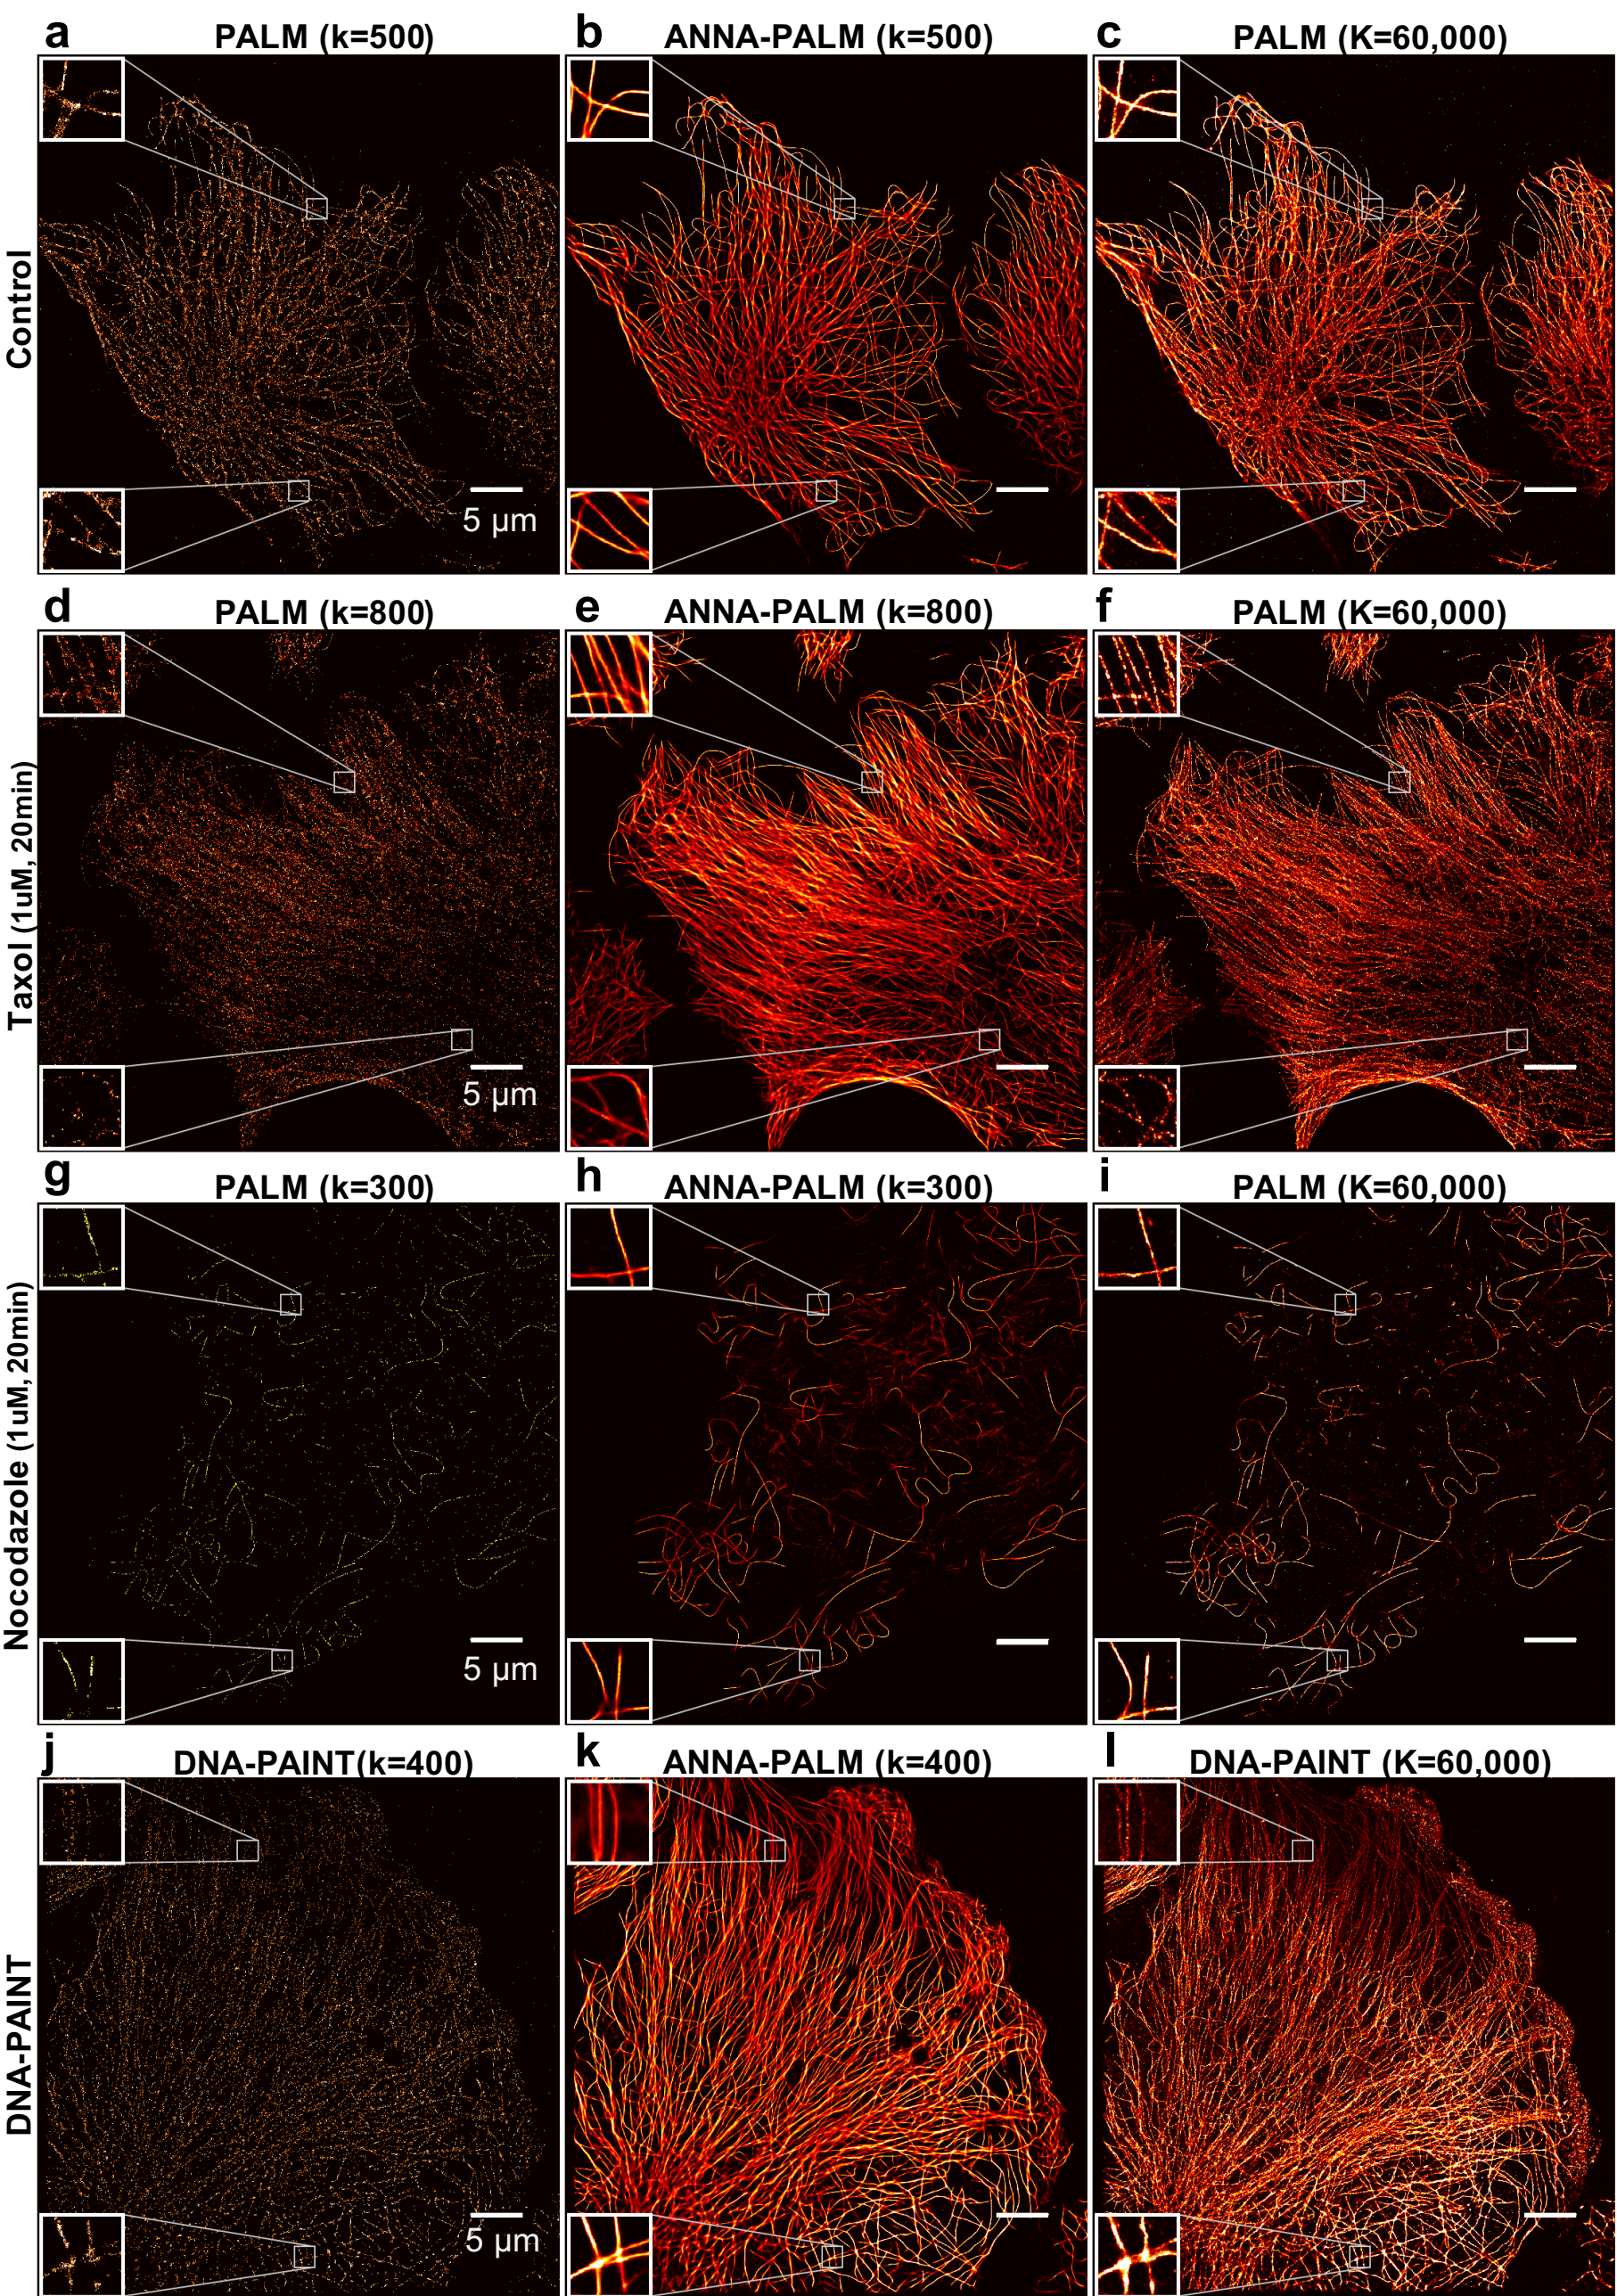 a PALM (k=500)
b ANNA-PALM (k=500)
c PALM (K=60,000)
Control
5 µm
d PALM (k=800)
e ANNA-PALM (k=800)
f PALM (K=60,000)
Taxol (1uM, 20min)
5 µm
g PALM (k=300)
h ANNA-PALM (k=300)
i PALM (K=60,000)
Nocodazole (1uM, 20min)
5 µm
j DNA-PAINT(k=400)
k ANNA-PALM (k=400)
l DNA-PAINT (K=60,000)
DNA-PAINT
5 µm